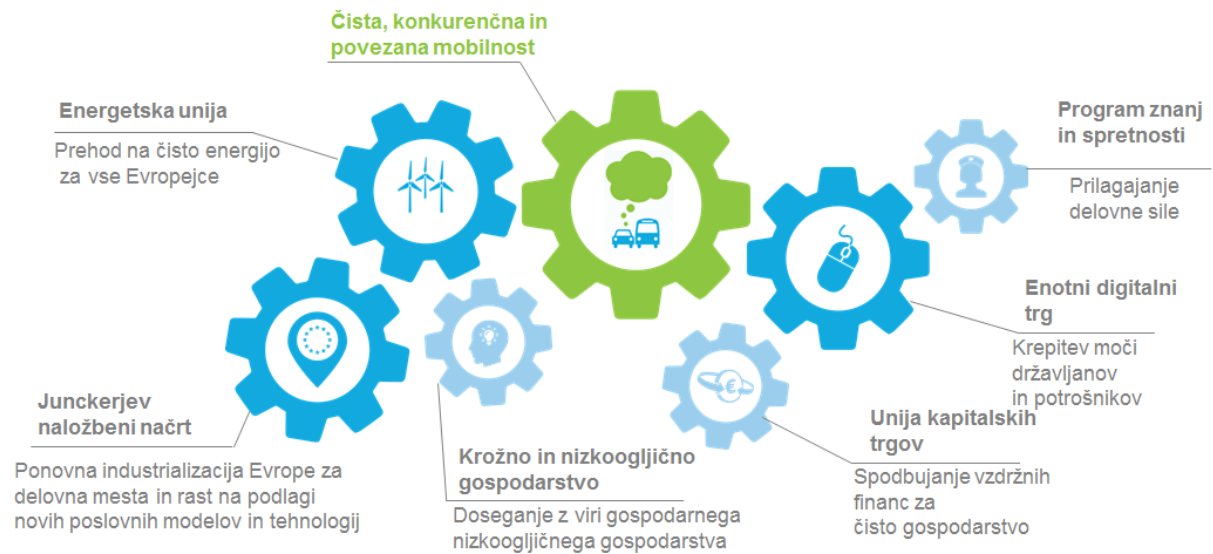 Čista, konkurenčna in
povezana mobilnost
Energetska unija
Prehod na čisto energijo
za vse Evropejce
Program znanj
in spretnosti
Prilagajanje
delovne sile
Enotni digitalni
trg
Krepitev moči
državljanov
in potrošnikov
Junckerjev
naložbeni načrt
Ponovna industrializacija Evrope za
delovna mesta in rast na podlagi
novih poslovnih modelov in tehnologij
Krožno in nizkoogljično
gospodarstvo
Doseganje z viri gospodarnega
nizkoogljičnega gospodarstva
Unija kapitalskih
trgov
Spodbujanje vzdržnih
financ za
čisto gospodarstvo
€